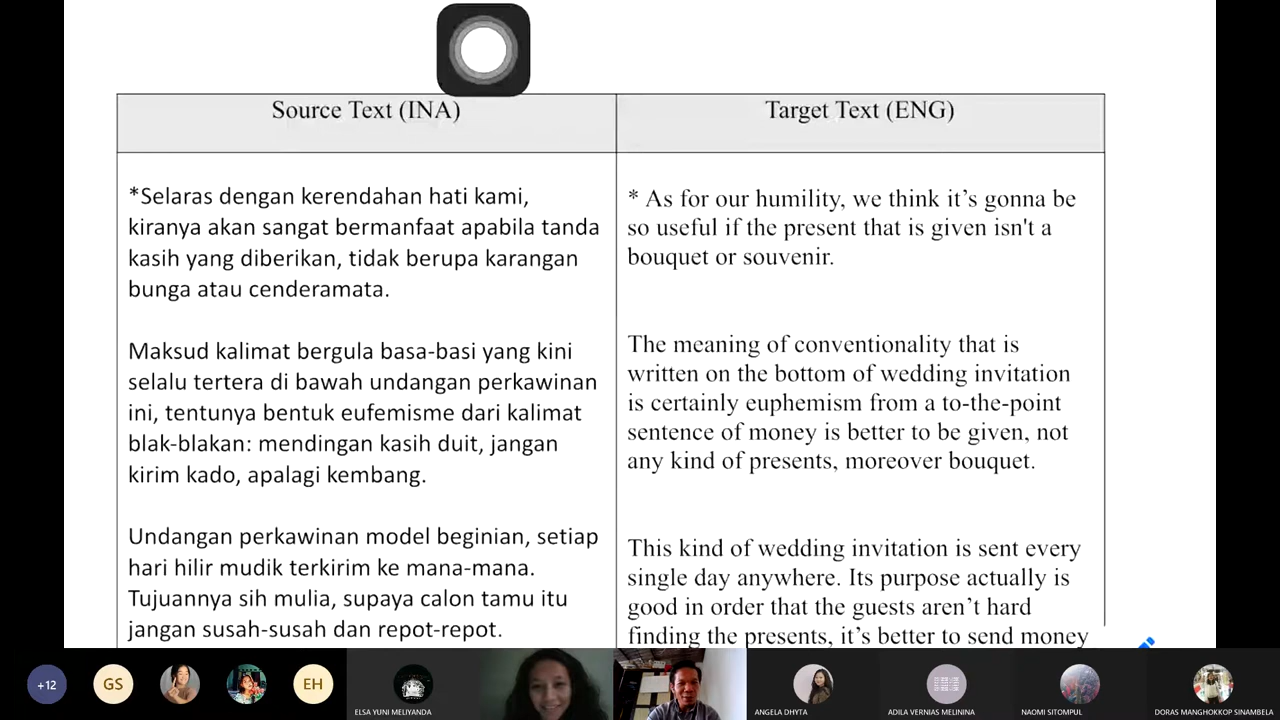 Source Text (INA)
Target Text (ENG)
*Selaras dengan kerendahan hati kami,
kiranya akan sangat bermanfaat apabila tanda
kasih yang diberikan, tidak berupa karangan
bunga atau cenderamata.
Maksud kalimat bergula basa-basi yang kini
selalu tertera di bawah undangan perkawinan
ini, tentunya bentuk eufemisme dari kalimat
blak-blakan: mendingan kasih duit, jangan
kirim kado, apalagi kembang.
Undangan perkawinan model beginian, setiap
hari hilir mudik terkirim ke mana-mana.
Tujuannya sih mulia, supaya calon tamu itu
jangan susah-susah dan repot-repot.
* As for our humility, we think it’s gonna be
so useful if the present that is given isn't a
bouquet or souvenir.
The meaning of conventionality that is
written on the bottom of wedding invitation
is certainly euphemism from a to-the-point
sentence of money is better to be given, not
any kind of presents, moreover bouquet.
This kind of wedding invitation is sent every
single day anywhere. Its purpose actually is
good in order that the guests aren’t hard
finding the presents, it’s better to send money
+12
GS
EH
ELSA YUNI MELIYANDA
ANGELA DHYTA
ADILA VERNIAS MELININA
NAOMI SITOMPUL
DORAS MANGHOKKOP SINAMBELA